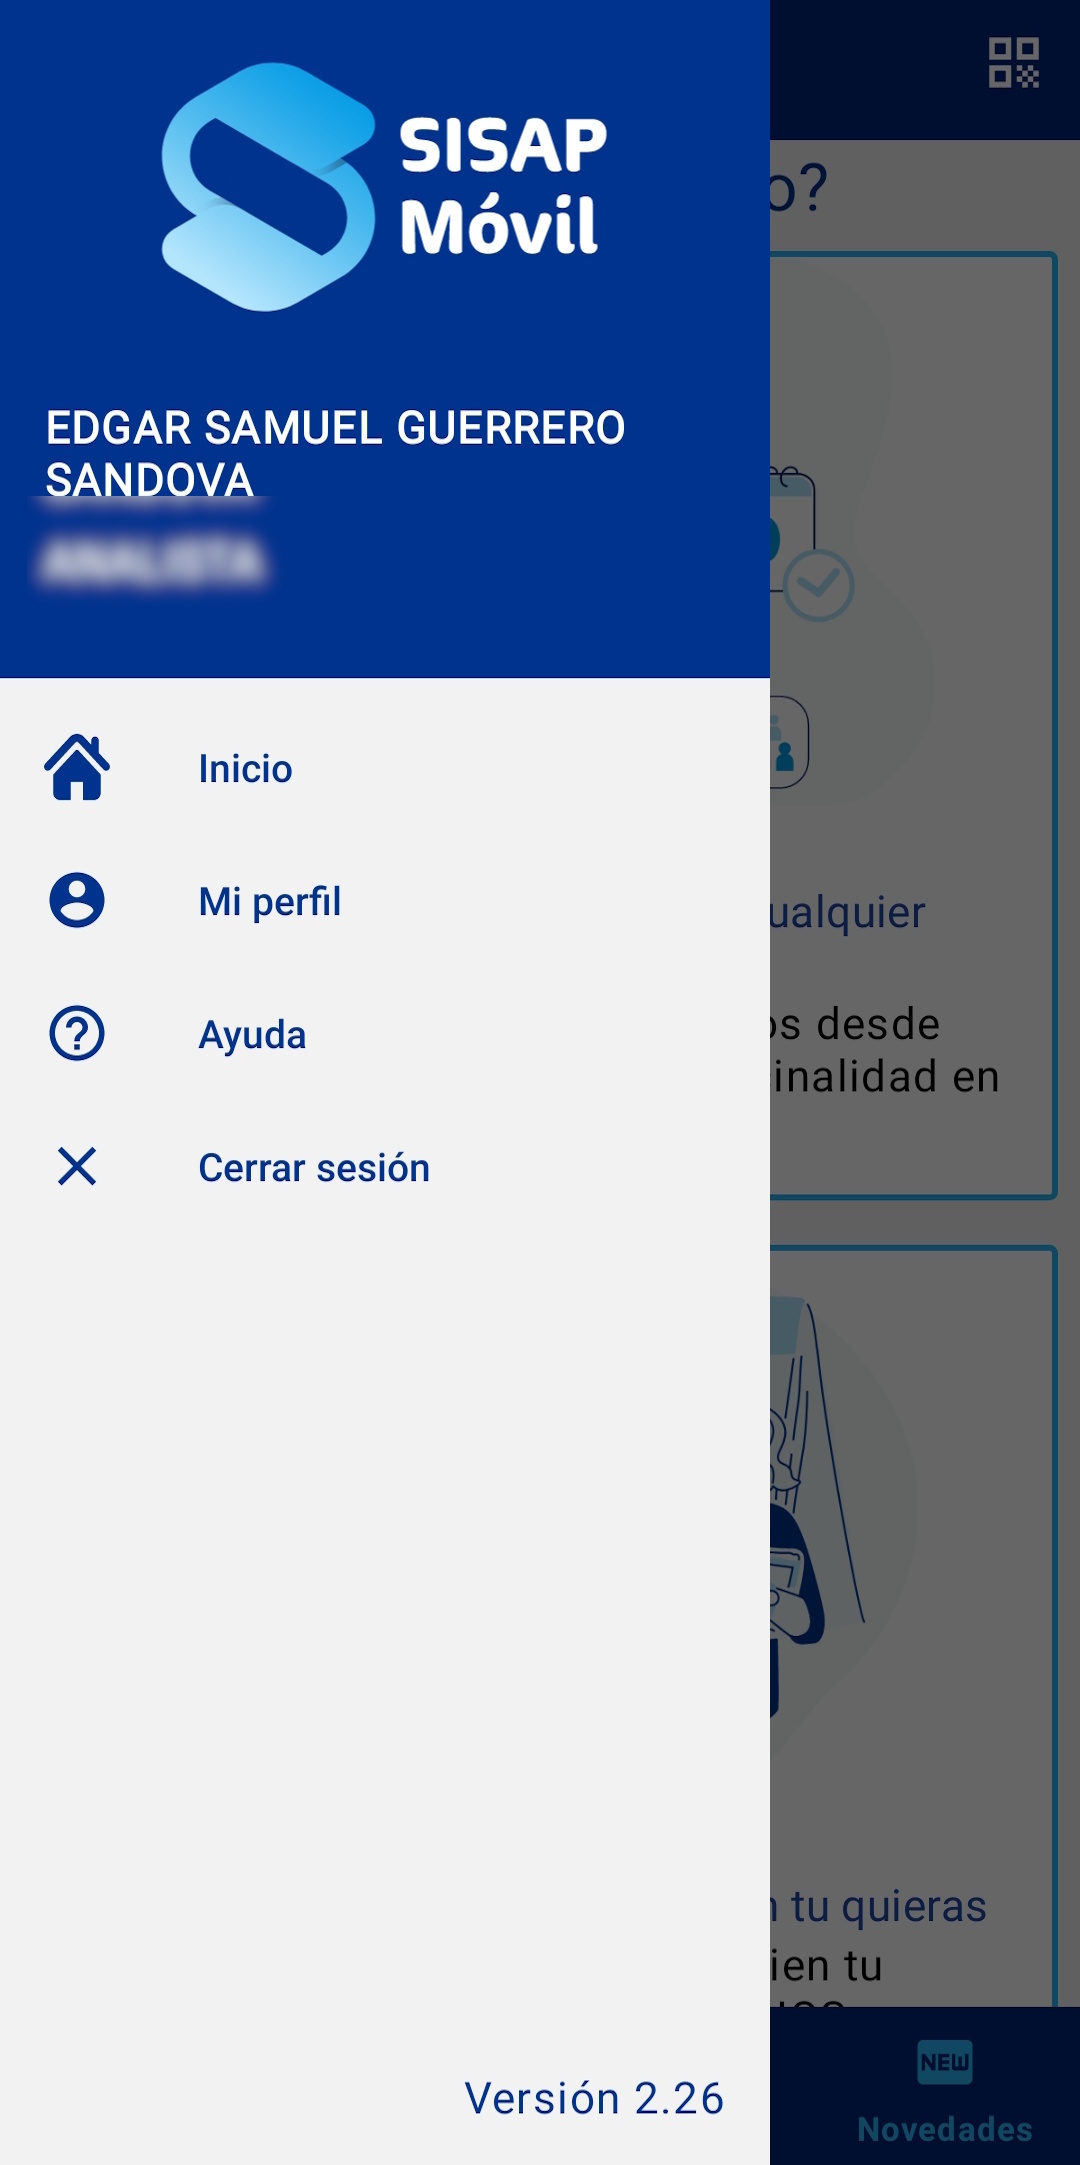 SISAP
Móvil
o?
EDGAR SAMUEL GUERRERO
SANDOVA
ANALISTA
Inicio
Mi perfil
ualquier
Ayuda
os desde
inalidad en
Cerrar sesión
n tu quieras
ien tu
NEW
Versión 2.26
Novedades